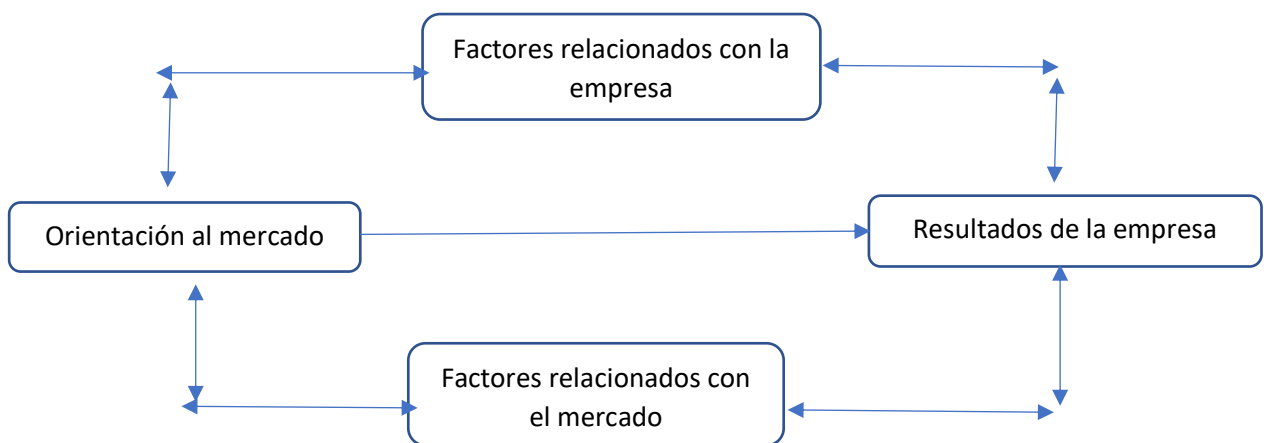 Factores relacionados con la
empresa
Orientación al mercado
Resultados de la empresa
Factores relacionados con
el mercado